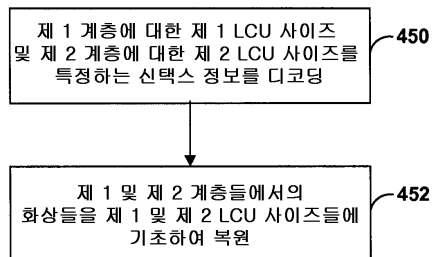 제 1 계층에 대한 제 1 LCU 사이즈
및 제 2 계층에 대한 제 2 LCU 사이즈를
특정하는 신택스 정보를 디코딩
450
제 1 및 제 2 계층들에서의
화상들을 제 1 및 제 2 LCU 사이즈들에
기초하여 복원
452